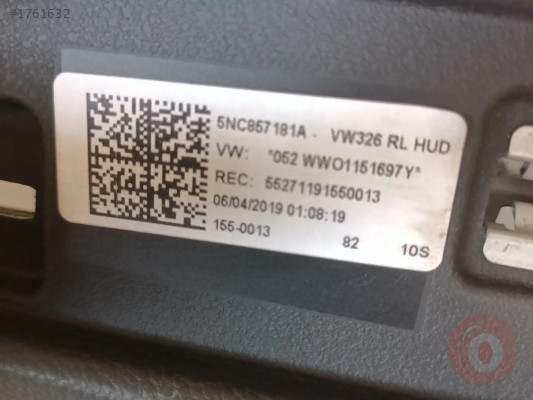 #1761632
5NC857181A - VW326 RL HUD
VW: "052 WWO1151697Y"
REC: 55271191550013
06/04/2019 01:08:19
155-0013 82 10S